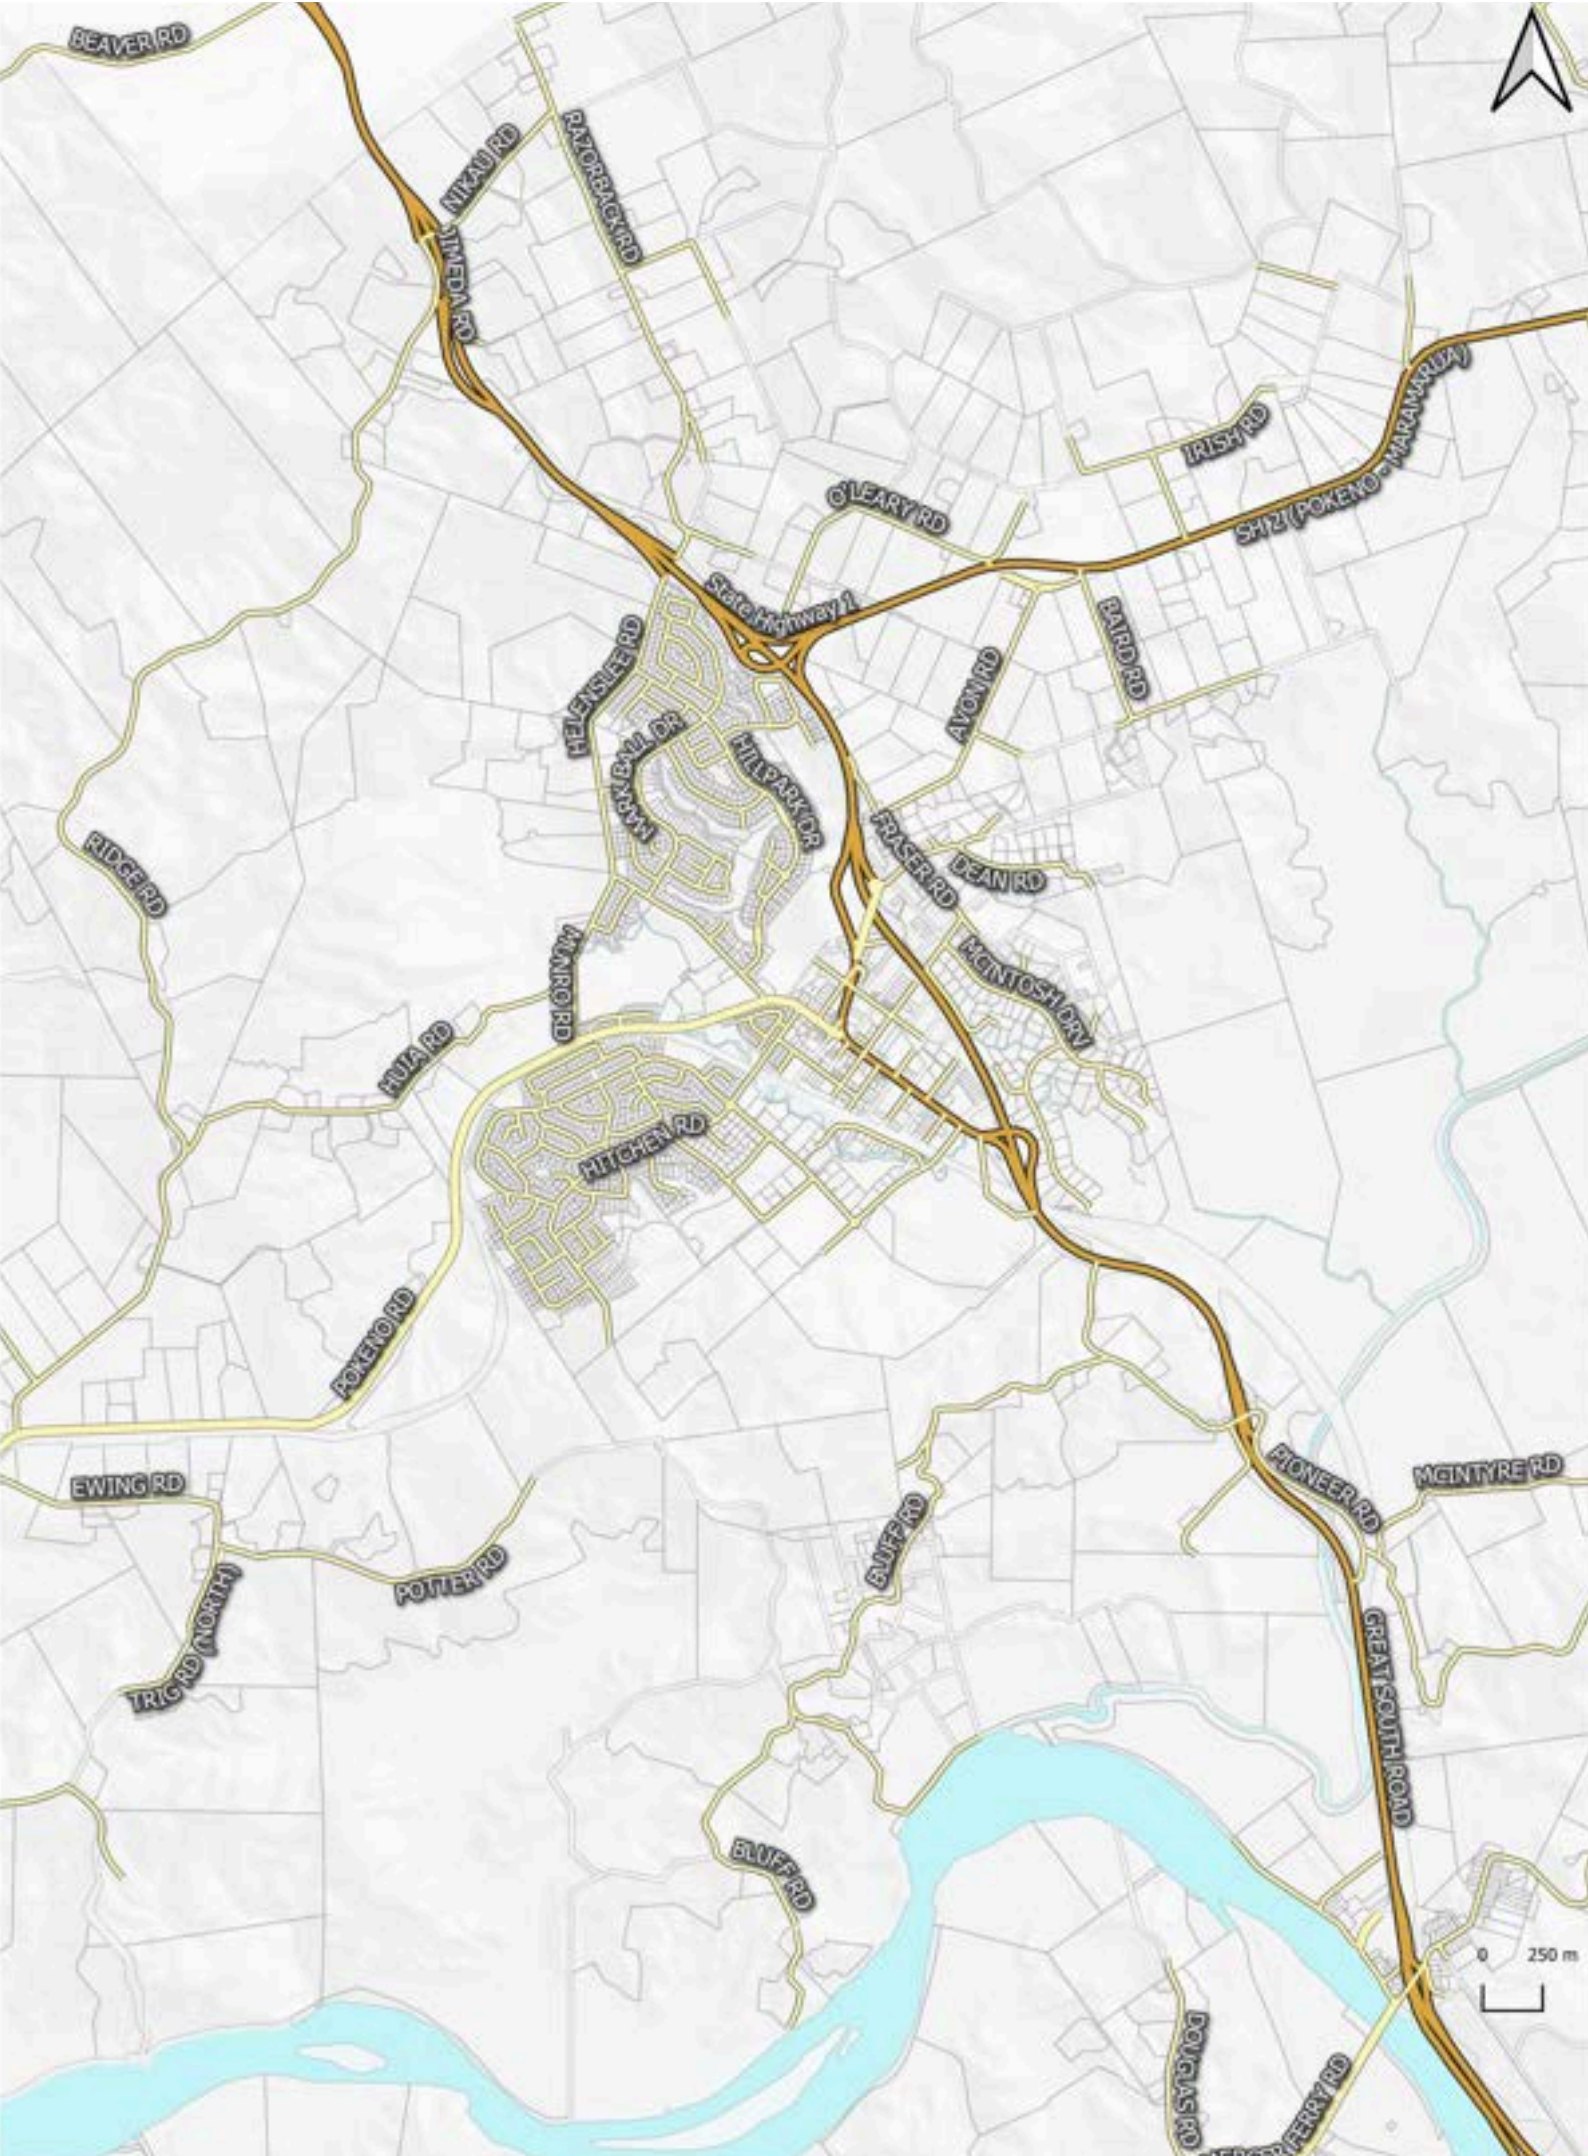 BEAVER RD
NIKAU RD
RAZORBACK RD
IRISH RD
SH 2 (POKENO - MARAMARUA)
O'LEARY RD
State Highway 1
HELENSLEE RD
BAIRD RD
AVON RD
MARK BALL DR
HILLPARK DR
RIDGE RD
FRASER RD
DEAN RD
MUNRO RD
MCINTOSH DRV
HUIA RD
HITCHEN RD
POKENO RD
EWING RD
PIONEER RD
MCINTYRE RD
BLUFF RD
POTTER RD
TRIG RD (NORTH)
GREAT SOUTH ROAD
BLUFF RD
0 250 m
DOUGLAS RD
FERRY RD